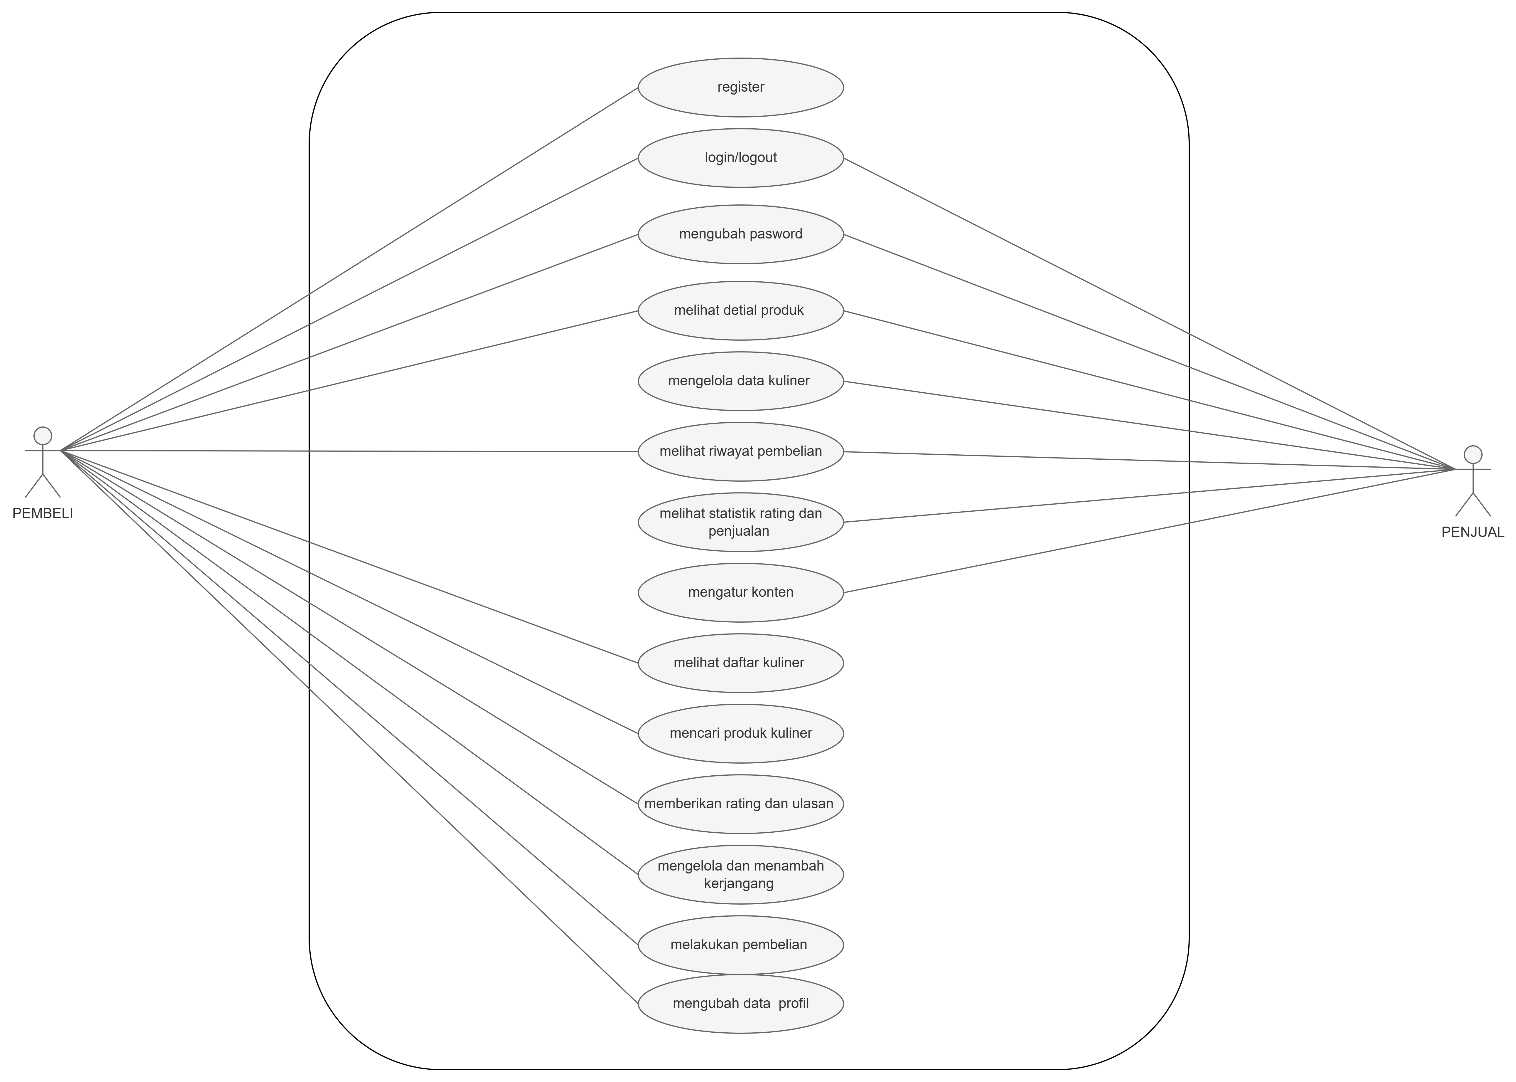 register
login/logout
mengubah pasword
melihat detial produk
mengelola data kuliner
melihat riwayat pembelian
PEMBELI
melihat statistik rating dan
penjualan
PENJUAL
mengatur konten
melihat daftar kuliner
mencari produk kuliner
memberikan rating dan ulasan
mengelola dan menambah
kerjangang
melakukan pembelian
mengubah data  profil